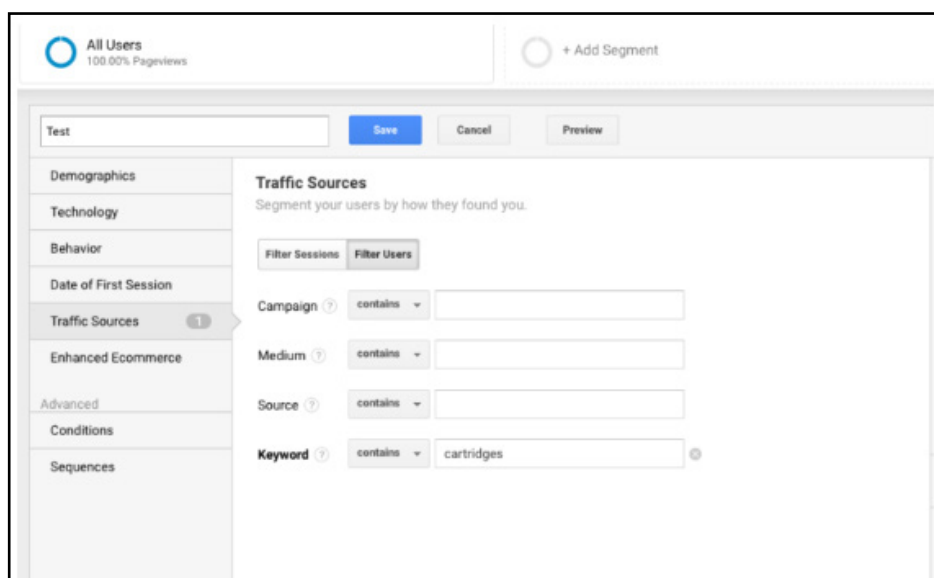 All Users
100.00% Pageviews
+ Add Segment
Test
Save
Cancel
Preview
Demographics
Technology
Behavior
Date of First Session
Traffic Sources 1
Enhanced Ecommerce
Advanced
Conditions
Sequences
Traffic Sources
Segment your users by how they found you.
Filter Sessions Filter Users
Campaign ? contains
Medium ? contains
Source ? contains
Keyword ? contains cartridges